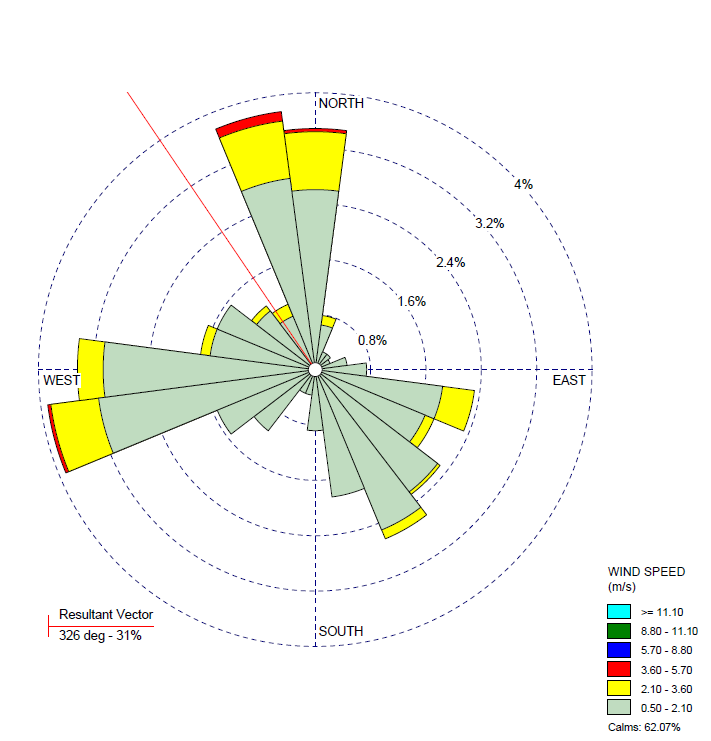 NORTH
4%
3.2%
2.4%
1.6%
0.8%
WEST
EAST
SOUTH
Resultant Vector
326 deg - 31%
WIND SPEED
(m/s)
>= 11.10
8.80 - 11.10
5.70 - 8.80
3.60 - 5.70
2.10 - 3.60
0.50 - 2.10
Calms: 62.07%